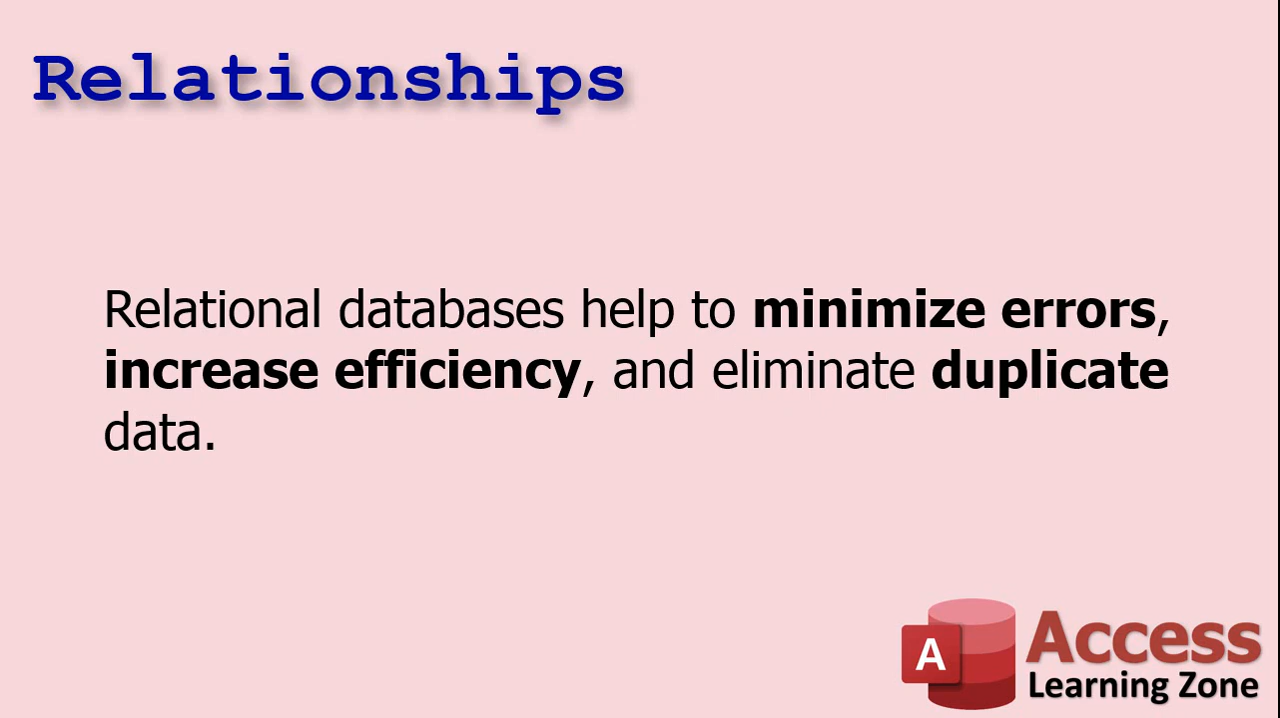 Relationships
Relational databases help to minimize errors,
increase efficiency, and eliminate duplicate
data.
A
Access
Learning Zone